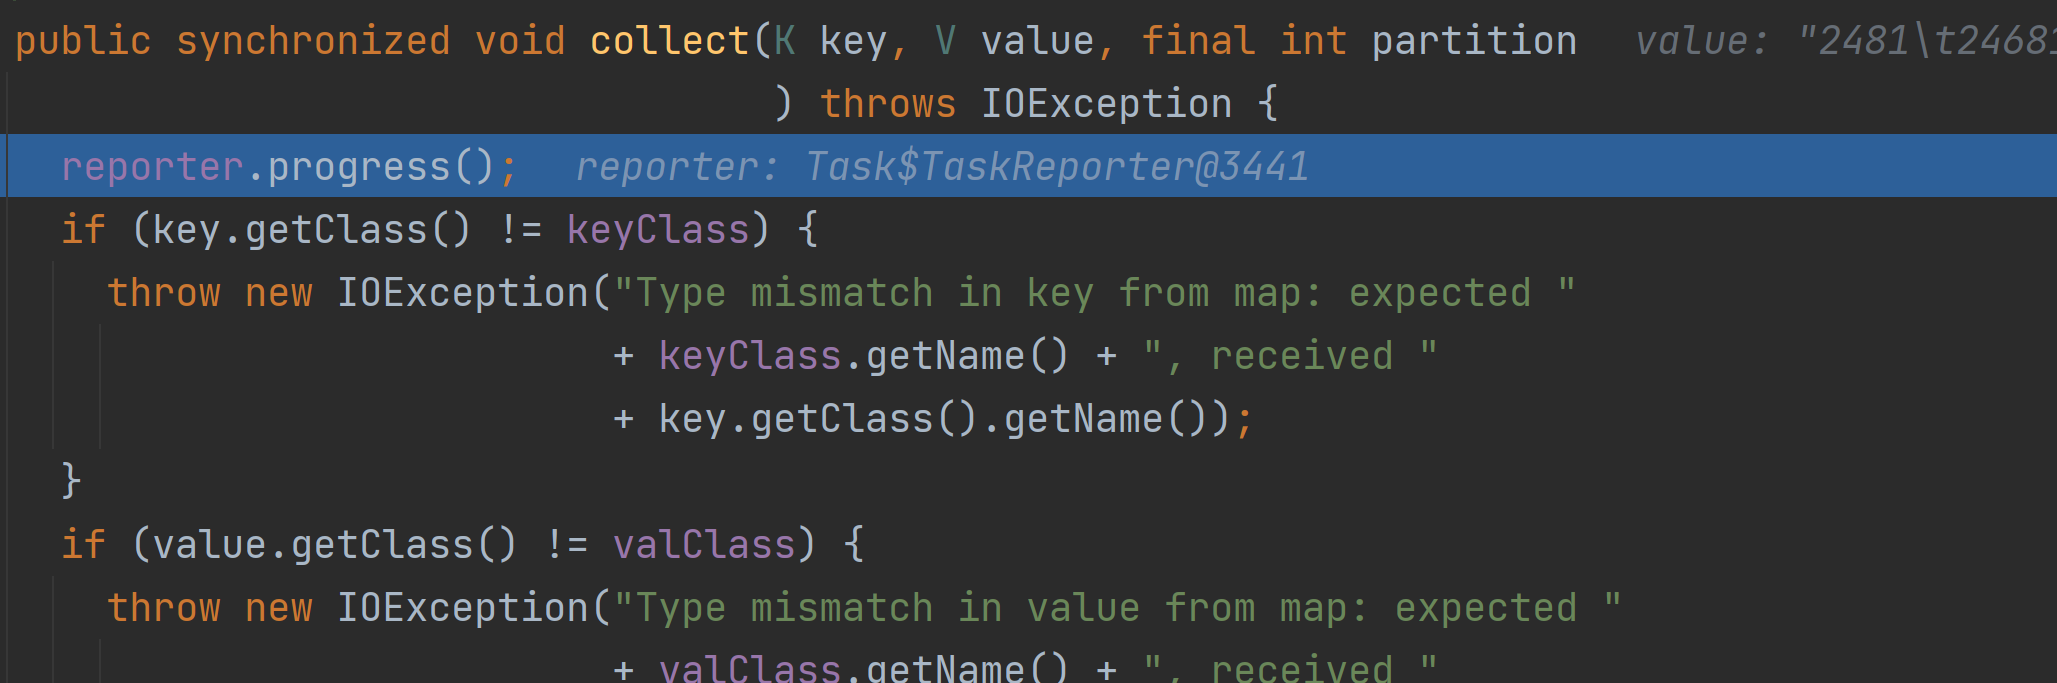 public synchronized void collect(K key, V value, final int partition value: "2481\t24681
) throws IOException {
reporter.progress(); reporter: Task$TaskReporter@3441
if (key.getClass() != keyClass) {
throw new IOException("Type mismatch in key from map: expected "
+ keyClass.getName() + ", received "
+ key.getClass().getName());
}
if (value.getClass() != valClass) {
throw new IOException("Type mismatch in value from map: expected "
+ valClass.getName() + ", received "